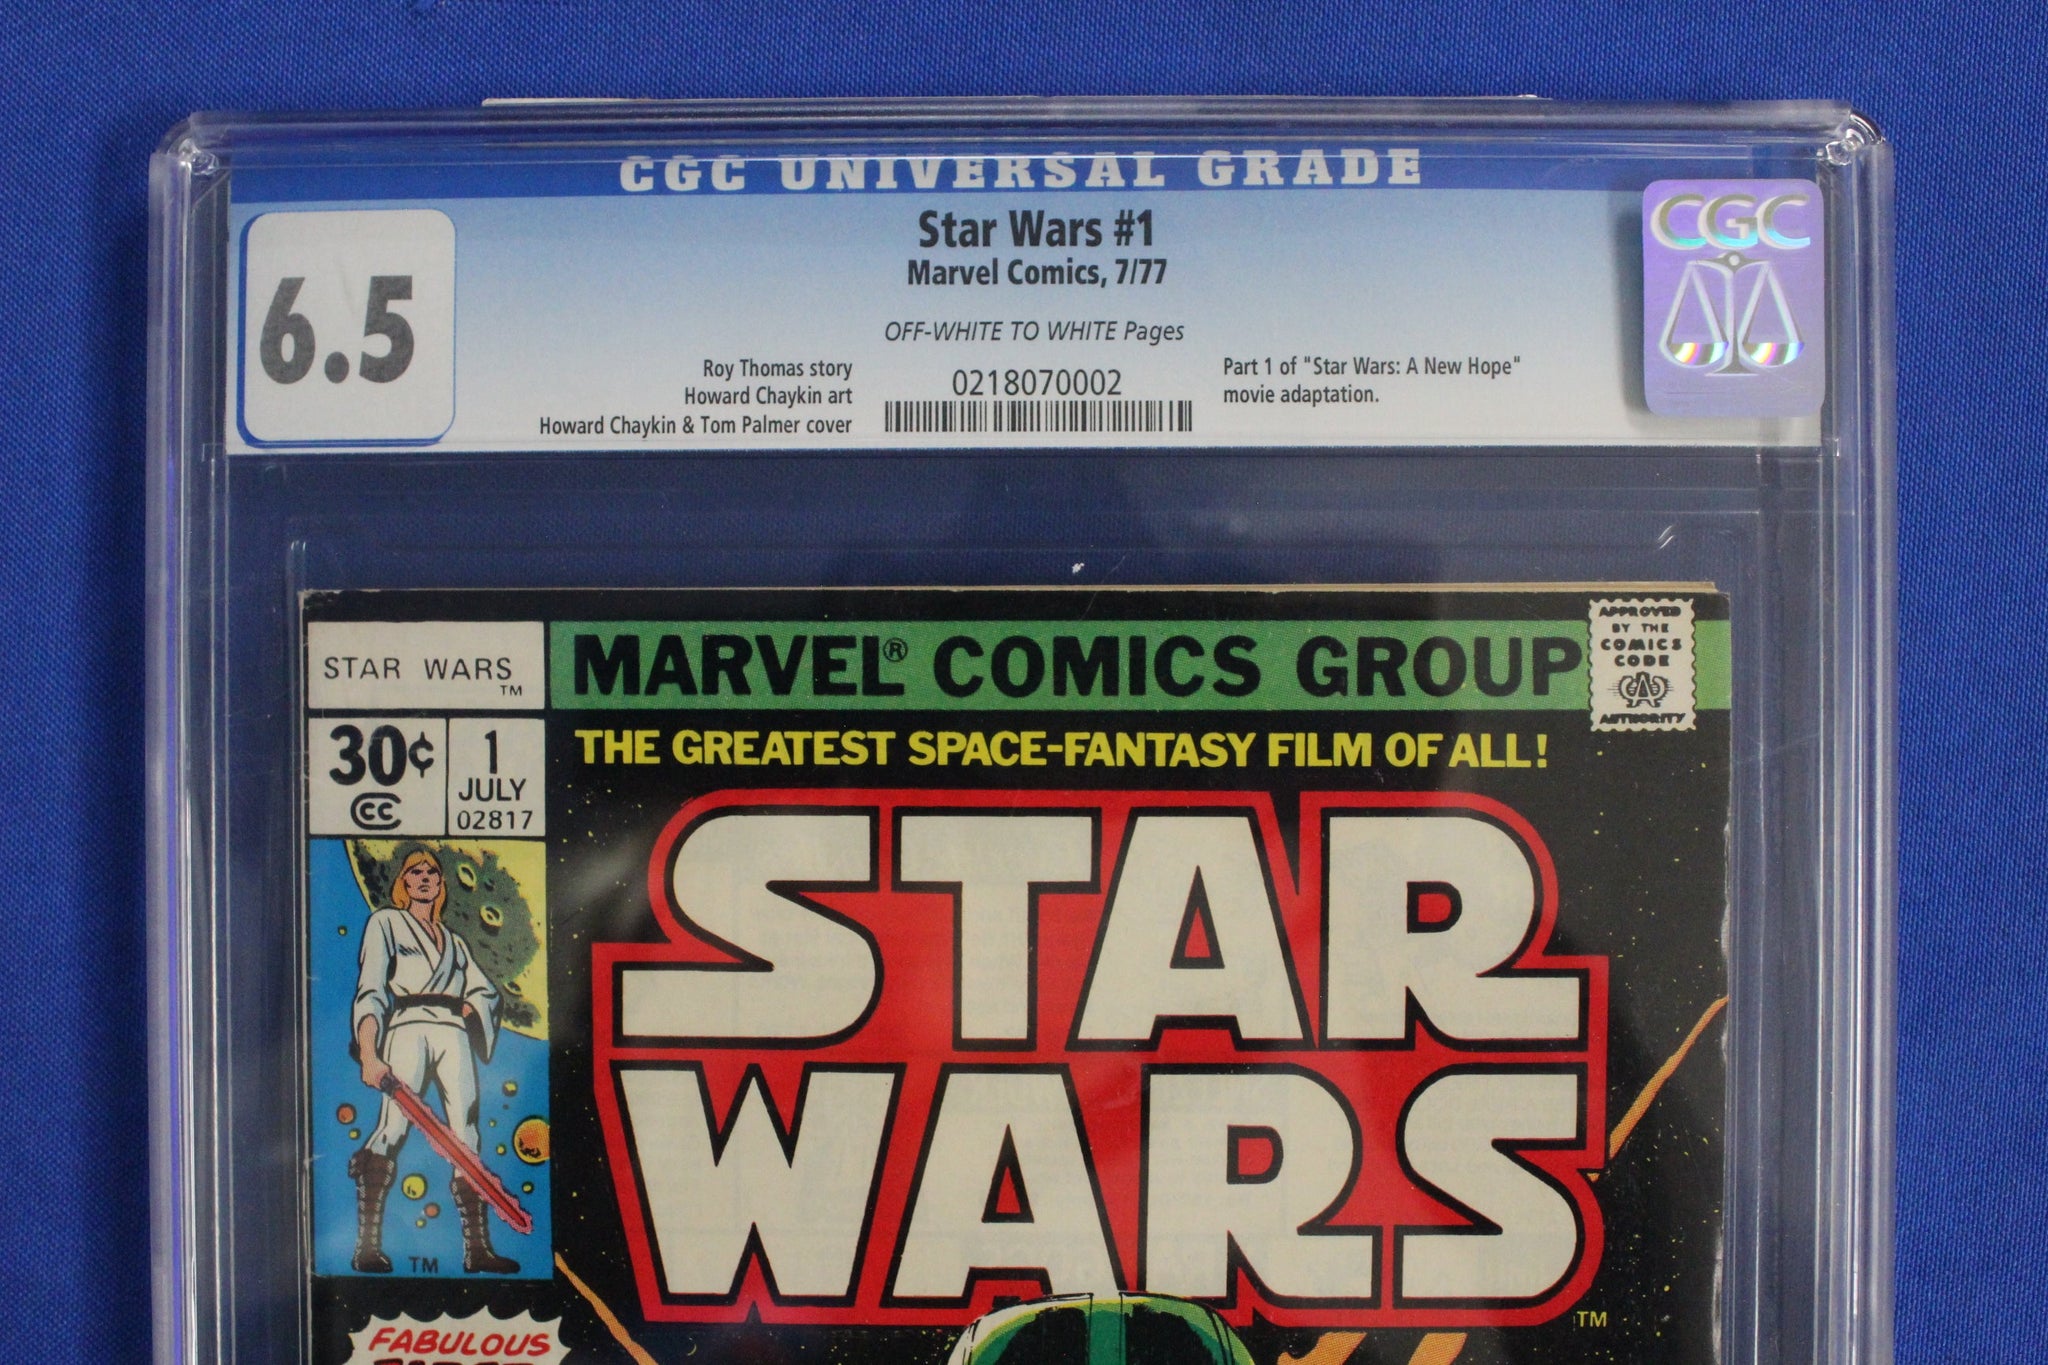 CGC UNIVERSAL GRADE
6.5
Star Wars #1
Marvel Comics, 7/77
OFF-WHITE TO WHITE Pages
Roy Thomas story
Howard Chaykin art
Howard Chaykin & Tom Palmer cover
0218070002
Part 1 of "Star Wars: A New Hope"
movie adaptation.
CGC
STAR WARS
TM
MARVEL® COMICS GROUP
APPROVED
BY THE
COMICS
CODE
AUTHORITY
30¢
CC
1
JULY
02817
THE GREATEST SPACE-FANTASY FILM OF ALL!
STAR
WARS
TM
TM
FABULOUS